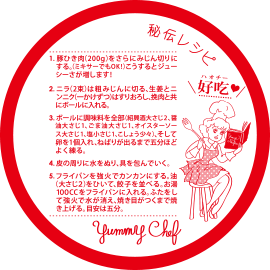 秘伝レシピ
ハオチー
好吃
1. 豚ひき肉(200g)をさらにみじん切りに
する。(ミキサーでもOK!)こうするとジュー
シーさが増します!
2. ニラ(2束)は粗みじんに切る。生姜とニ
ンニク(一かけずつ)はすりおろし、焼肉と共
にボールに入れる。
3. ボールに調味料を全部(紹興酒大さじ2、醤
油大さじ1、ごま油大さじ1、オイスターソー
ス大さじ1、塩小さじ1、こしょう少々)、そして
卵を1個入れ、ねばりが出るまで五分ほど
よく練る。
4. 皮の周りに水をぬり、具を包んでいく。
5. フライパンを強火でカンカンにする。油
(大さじ2)をひいて、餃子を並べる。お湯
100CCをフライパンに入れる。ふたをし
て強火で水が消え、焼き目がつくまで焼
き上げる。目安は五分。
Yummy Chef